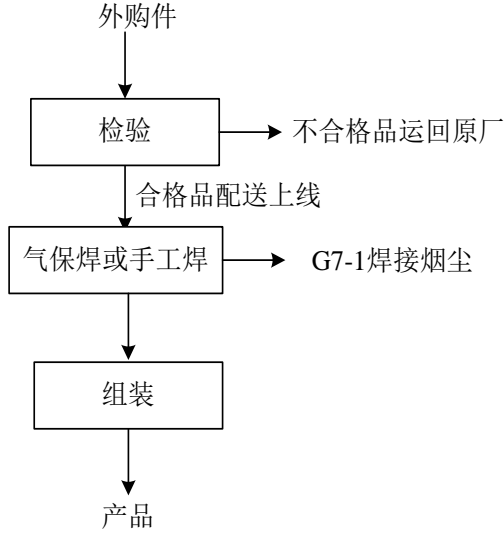 外购件
检验
不合格品运回原厂
合格品配送上线
气保焊或手工焊
G7-1焊接烟尘
组装
产品